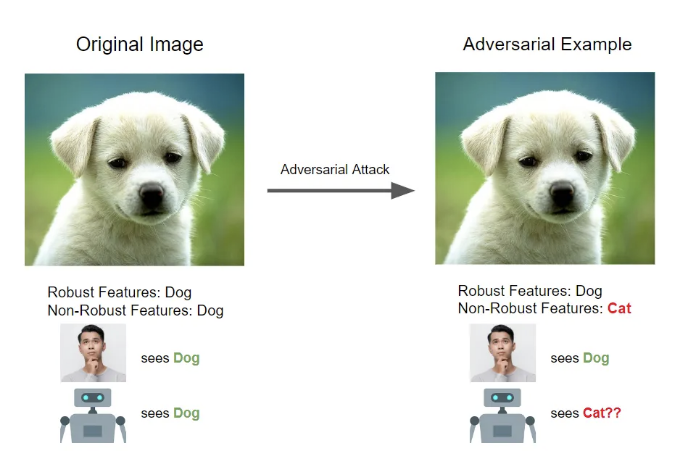 Original Image
Adversarial Example
Adversarial Attack
Robust Features: Dog
Non-Robust Features: Dog
sees Dog
sees Dog
Robust Features: Dog
Non-Robust Features: Cat
sees Dog
sees Cat??